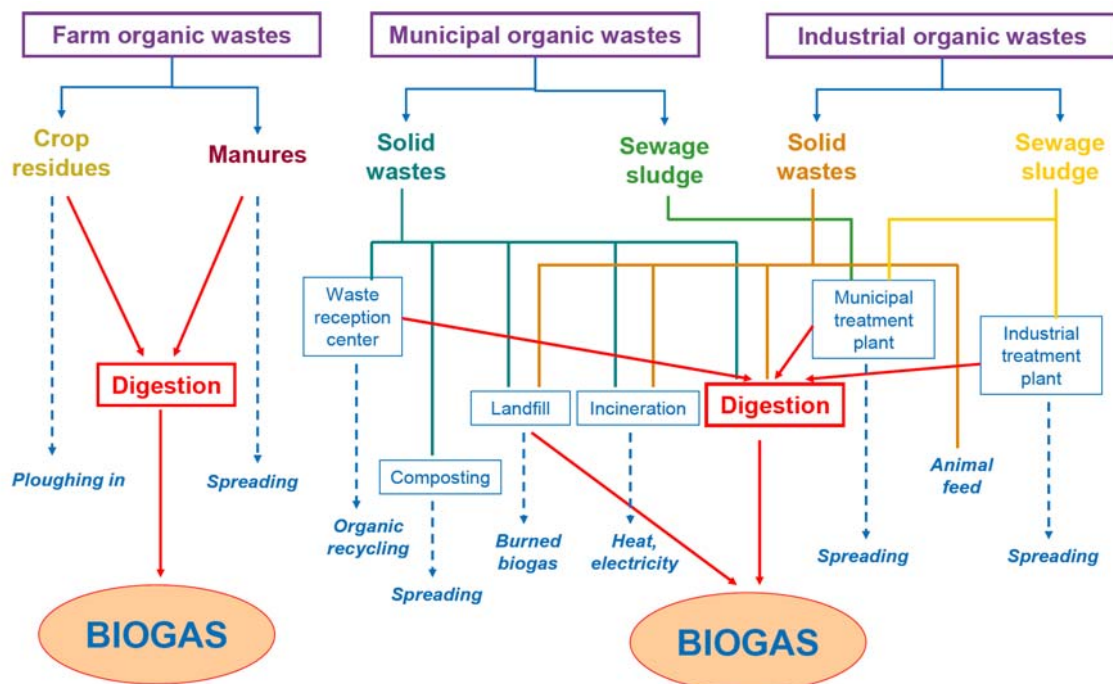 Farm organic wastes
Municipal organic wastes
Industrial organic wastes
Crop
residues
Manures
Solid
wastes
Sewage
sludge
Solid
wastes
Sewage
sludge
Waste
reception
center
Municipal
treatment
plant
Industrial
treatment
plant
Digestion
Landfill
Incineration
Digestion
Ploughing in
Spreading
Composting
Animal
feed
Organic
recycling
Burned
biogas
Heat,
electricity
Spreading
Spreading
Spreading
BIOGAS
BIOGAS